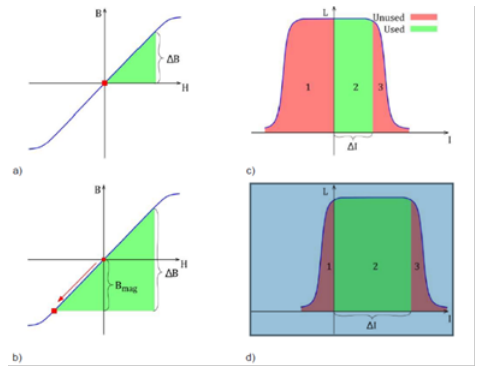 B
ΔB
H
a)
L
Unused
Used
1
2
3
ΔI
I
c)
B
H
B_mag
ΔB
b)
L
1
2
3
ΔI
I
d)